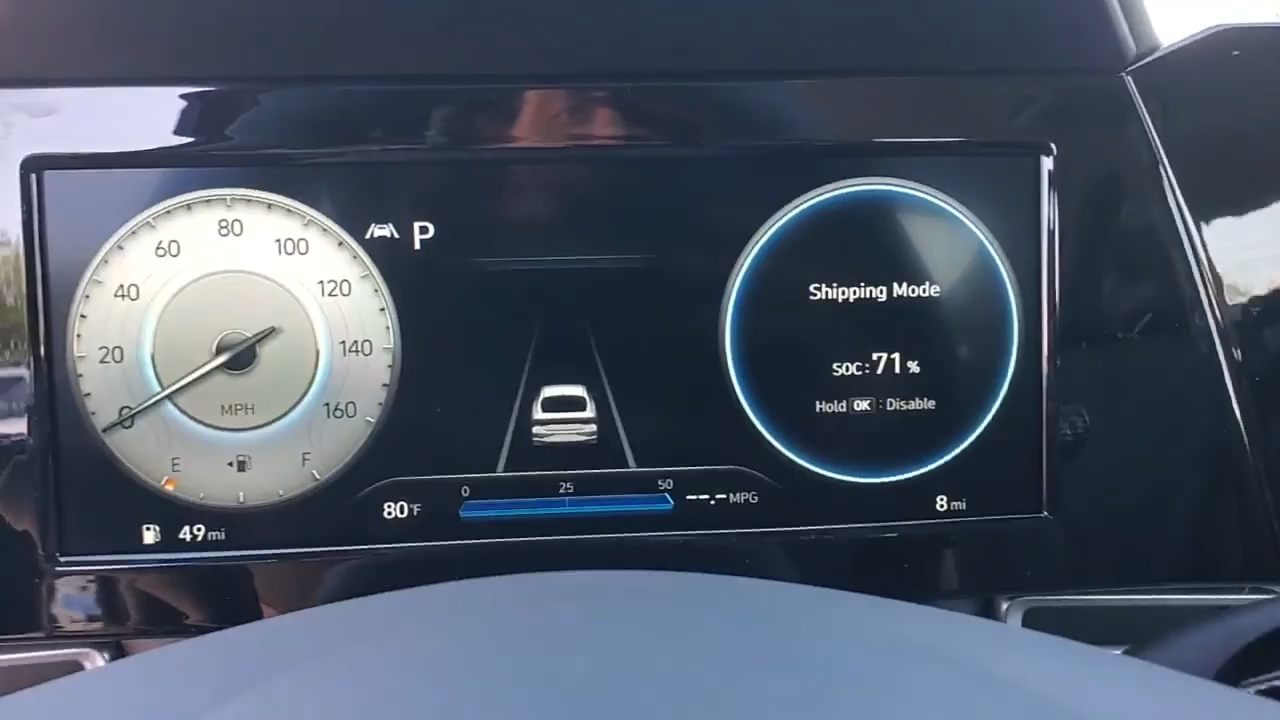 0
20
40
60
80
100
120
140
160
MPH
E
F
49 mi
P
80°F
0
25
50
--.- MPG
Shipping Mode
SOC : 71 %
Hold OK : Disable
8 mi